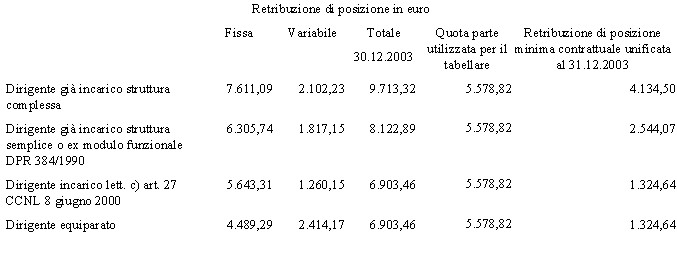 Retribuzione di posizione in euro
Fissa Variabile Totale Quota parte Retribuzione di posizione
utilizzata per il minima contrattuale unificata
30.12.2003 tabellare al 31.12.2003
Dirigente già incarico struttura 7.611,09 2.102,23 9.713,32 5.578,82 4.134,50
complessa
Dirigente già incarico struttura 6.305,74 1.817,15 8.122,89 5.578,82 2.544,07
semplice o ex modulo funzionale
DPR 384/1990
Dirigente incarico lett. c) art. 27 5.643,31 1.260,15 6.903,46 5.578,82 1.324,64
CCNL 8 giugno 2000
Dirigente equiparato 4.489,29 2.414,17 6.903,46 5.578,82 1.324,64